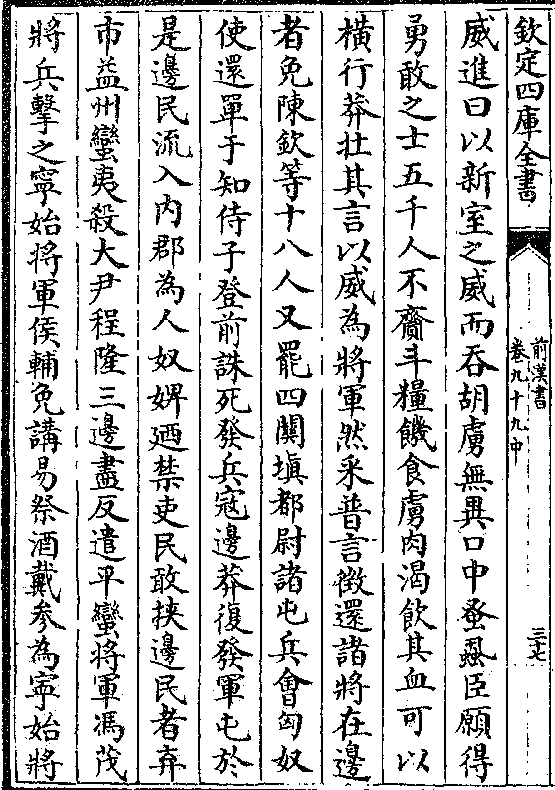 欽定四庫全書
前漢書
卷九十九中
三七
威進曰以新室之威而吞胡虜無異口中蚤蝨臣願得
勇敢之士五千人不齎斗糧饑食虜肉渴飲其血可以
橫行莽壯其言以威為將軍然采普言徴還諸將在邊
者免陳欽等十八人又罷四關塡都尉諸屯兵會匈奴
使還單于知侍子登前誅死發兵寇邊莽復發軍屯於
是邊民流入內郡為人奴婢廼禁吏民敢挾邊民者弃
市益州蠻夷殺大尹程隆三邊盡反遣平蠻將軍馮茂
將兵擊之寜始將軍侯輔免講易祭酒戴參為寜始將